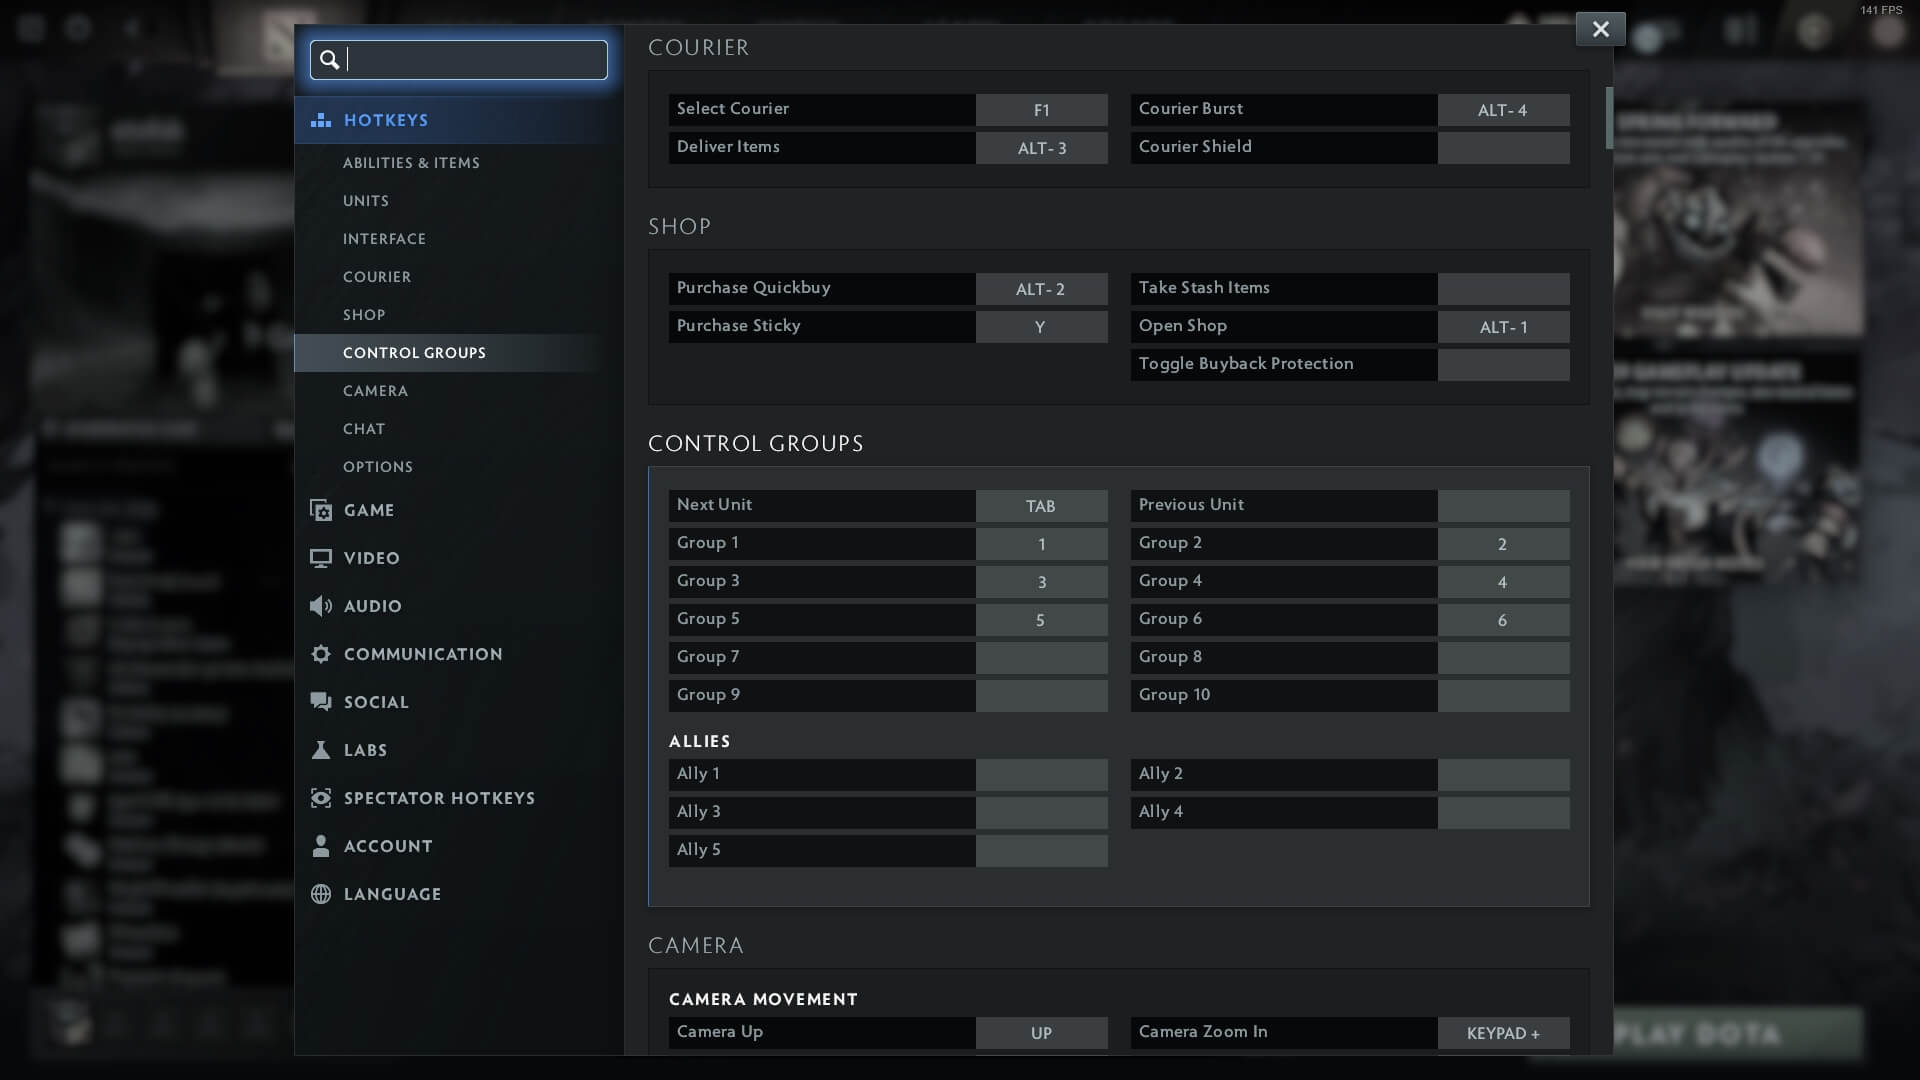 141 FPS
HOTKEYS
ABILITIES & ITEMS
UNITS
INTERFACE
COURIER
SHOP
CONTROL GROUPS
CAMERA
CHAT
OPTIONS
GAME
VIDEO
AUDIO
COMMUNICATION
SOCIAL
LABS
SPECTATOR HOTKEYS
ACCOUNT
LANGUAGE
COURIER
Select Courier F1 Courier Burst ALT- 4
Deliver Items ALT- 3 Courier Shield
SHOP
Purchase Quickbuy ALT- 2 Take Stash Items
Purchase Sticky Y Open Shop ALT- 1
Toggle Buyback Protection
CONTROL GROUPS
Next Unit TAB Previous Unit
Group 1 1 Group 2 2
Group 3 3 Group 4 4
Group 5 5 Group 6 6
Group 7 Group 8
Group 9 Group 10
ALLIES
Ally 1 Ally 2
Ally 3 Ally 4
Ally 5
CAMERA
CAMERA MOVEMENT
Camera Up UP Camera Zoom In KEYPAD +
SPRING FORWARD
GAMEPLAY UPDATE
PLAY DOTA